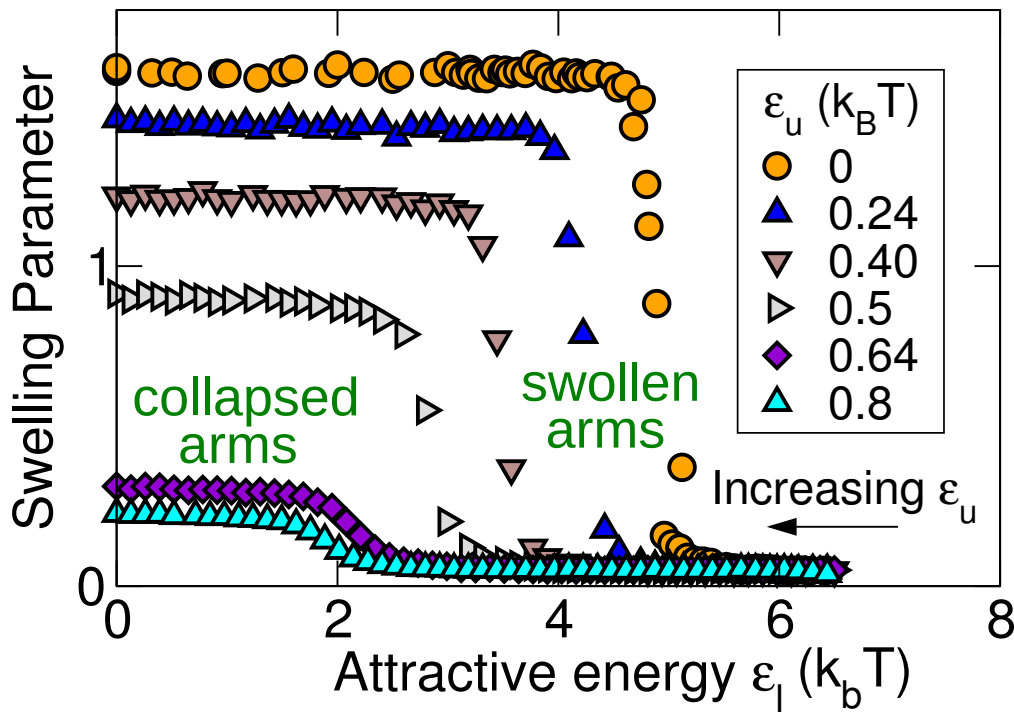 Swelling Parameter
1
0
0
2
4
6
8
Attractive energy ε_l (k_bT)
ε_u (k_BT)
0
0.24
0.40
0.5
0.64
0.8
collapsed
arms
swollen
arms
Increasing ε_u